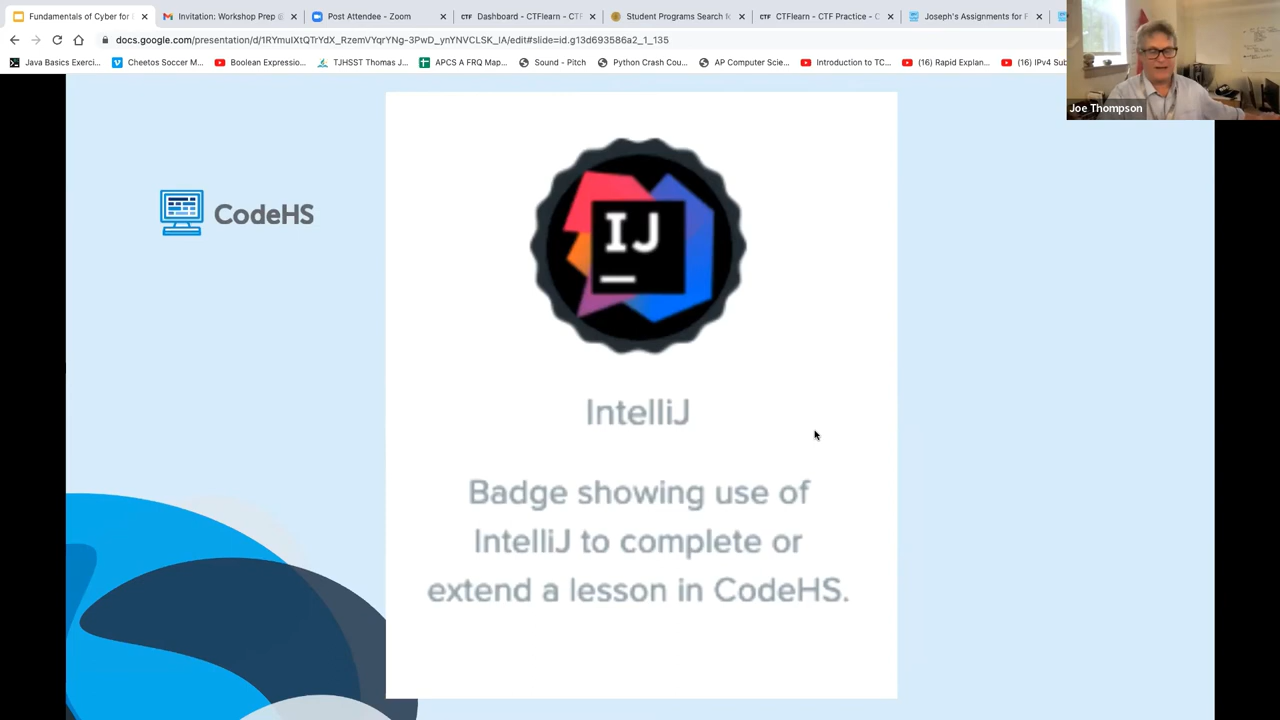 Fundamentals of Cyber for
Invitation: Workshop Prep @
Post Attendee - Zoom
CTF Dashboard - CTFlearn - CTF
Student Programs Search fo
CTF CTFlearn - CTF Practice - C
Joseph's Assignments for F
docs.google.com/presentation/d/1RYmuIXtQTrYdX_RzemVYqrYNg-3PwD_ynYNVCLSK_IA/edit#slide=id.g13d693586a2_1_135
Java Basics Exerci...
Cheetos Soccer M...
Boolean Expressio...
TJHSST Thomas J...
APCS A FRQ Map...
Sound - Pitch
Python Crash Cou...
AP Computer Scie...
Introduction to TC...
(16) Rapid Explan...
(16) IPv4 Sub
Joe Thompson
CodeHS
IJ
IntelliJ
Badge showing use of
IntelliJ to complete or
extend a lesson in CodeHS.